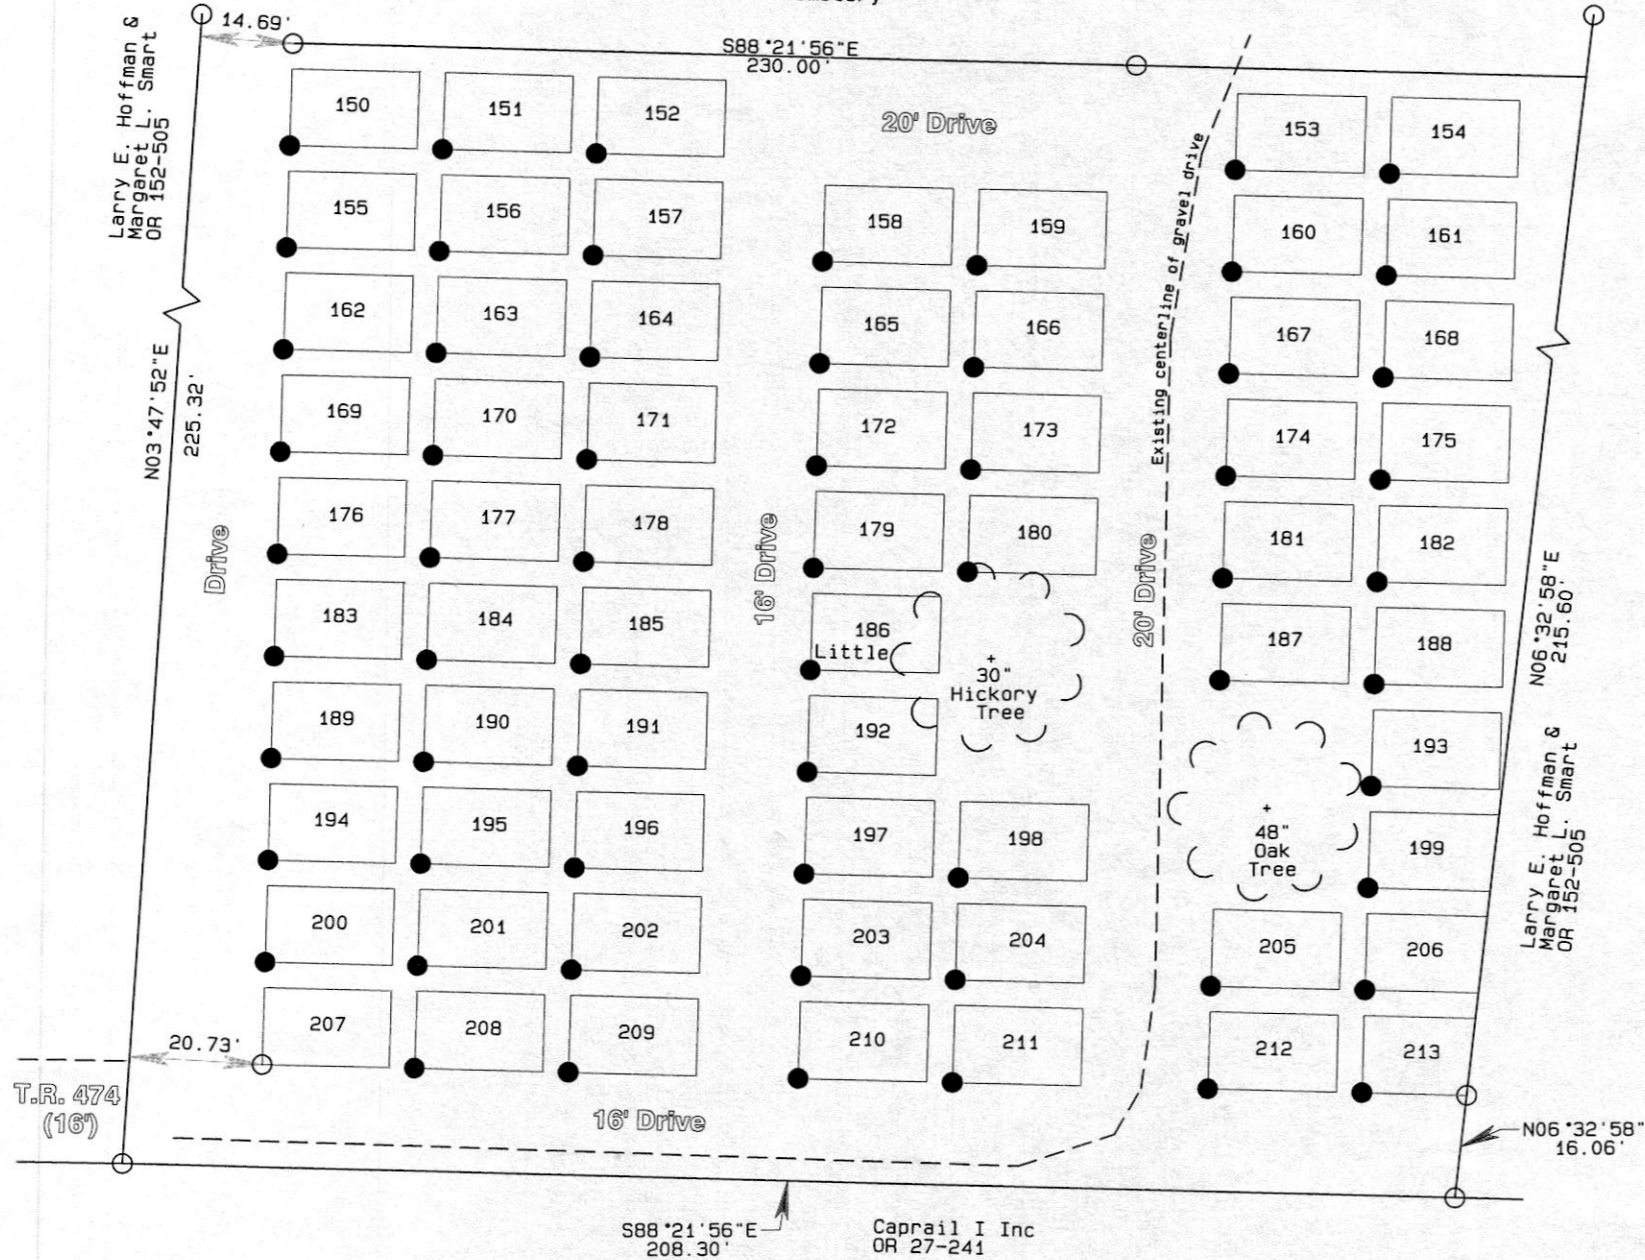 14.69'
S88°21'56"E
230.00'
Larry E. Hoffman &
Margaret L. Smart
OR 152-505
150
151
152
20' Drive
153
154
155
156
157
158
159
160
161
Existing centerline of gravel drive
162
163
164
165
166
167
168
N03°47'52"E
225.32'
169
170
171
172
173
174
175
176
177
178
179
180
181
182
Drive
16' Drive
20' Drive
N06°32'58"E
215.60'
183
184
185
186
Little
187
188
30"
Hickory
Tree
189
190
191
192
193
194
195
196
197
198
48"
Oak
Tree
199
Larry E. Hoffman &
Margaret L. Smart
OR 152-505
200
201
202
203
204
205
206
207
208
209
210
211
212
213
20.73'
T.R. 474
(16')
16' Drive
N06°32'58"
16.06'
S88°21'56"E
208.30'
Caprail I Inc
OR 27-241